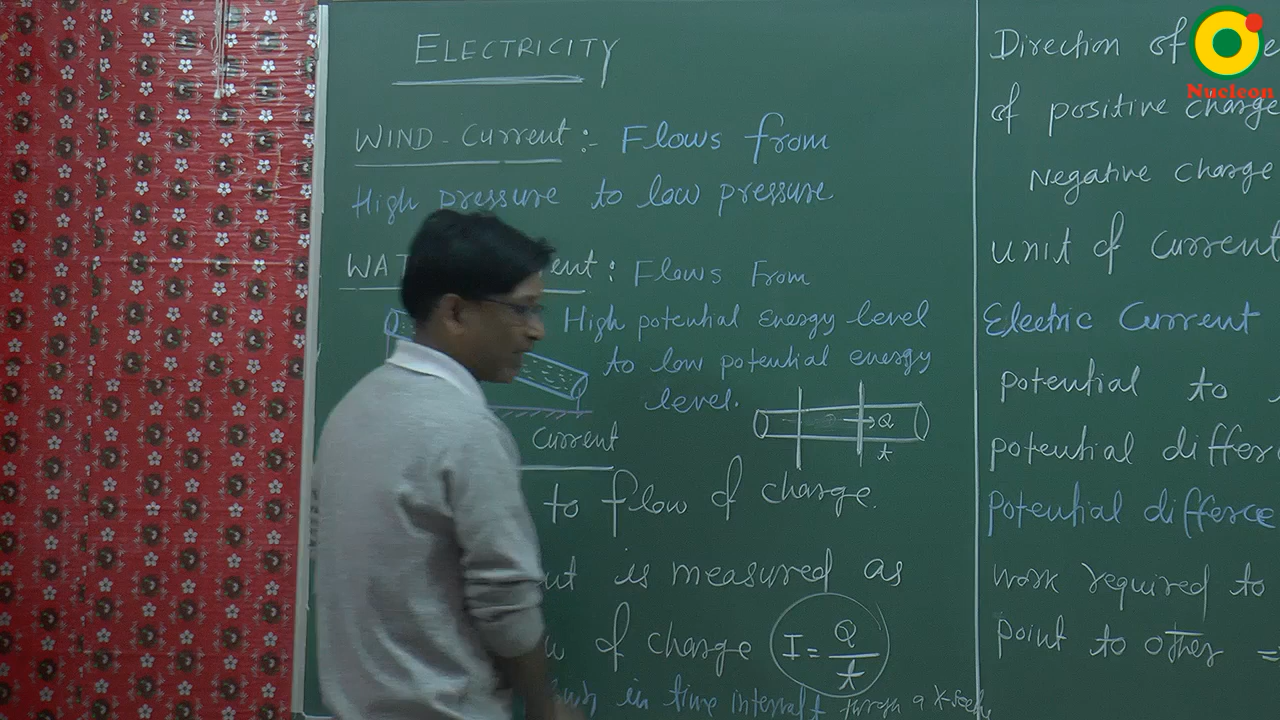 ELECTRICITY
WIND-Current :- Flows from
High pressure to low pressure
WAT ent : Flows From
High potential Energy level
to low potential energy
level.
Q
t
Current
to flow of charge.
is measured as
of charge I = Q/t
in time interval t through a x-sec
Direction of
of positive charge
Negative charge
unit of Current
Electric Current
potential to
potential differ
potential differce
work required to
point to other =
Nucleon